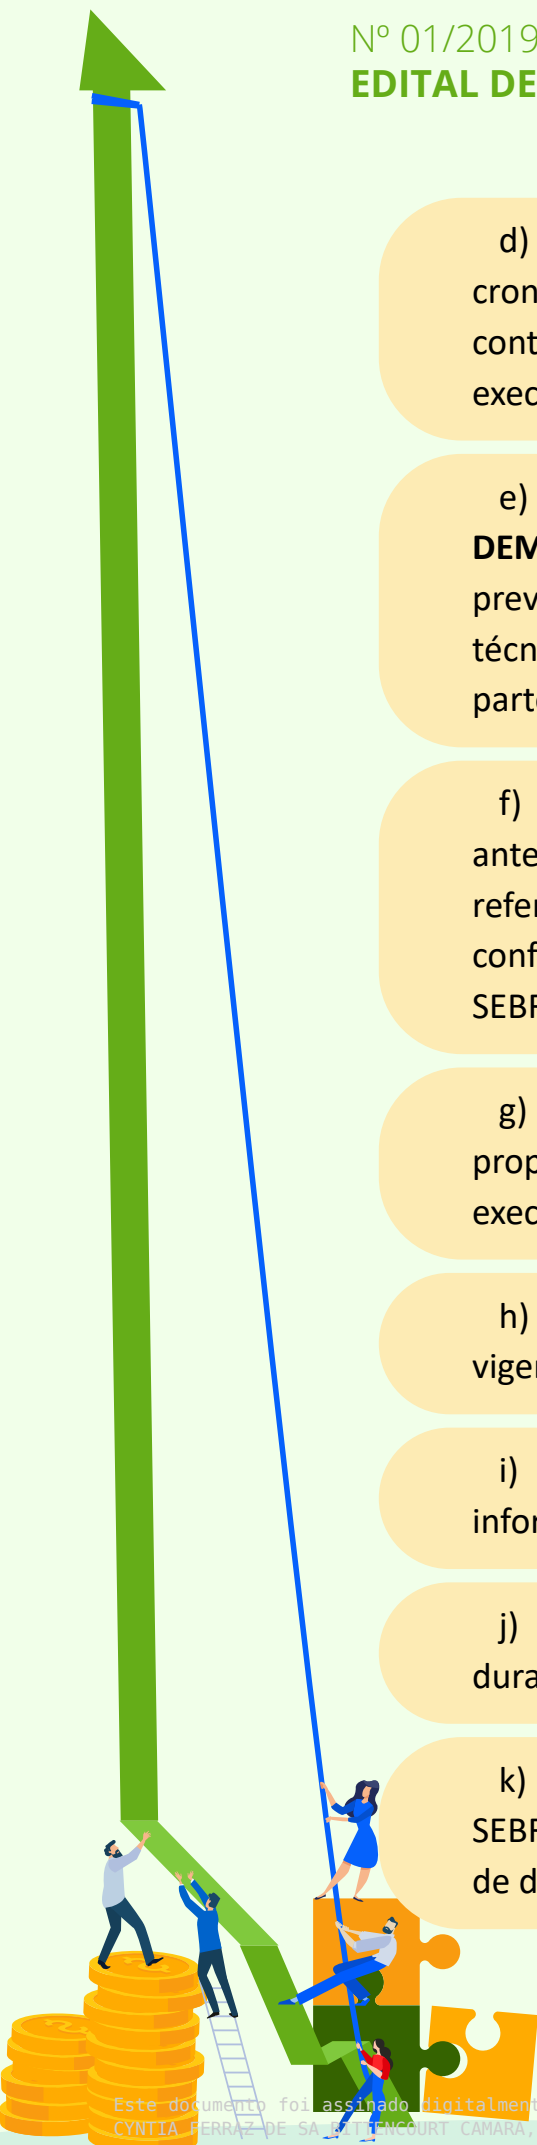 Nº 01/2019
EDITAL DE
d)
cron
cont
exec
e)
DEM
prev
técn
parte
f)
ante
refer
conf
SEBR
g)
prop
exec
h)
vigen
i)
infor
j)
dura
k)
SEBR
de d
Este documento foi assinado digitalment
CYNTIA FERRAZ DE SA BITTENCOURT CAMARA,